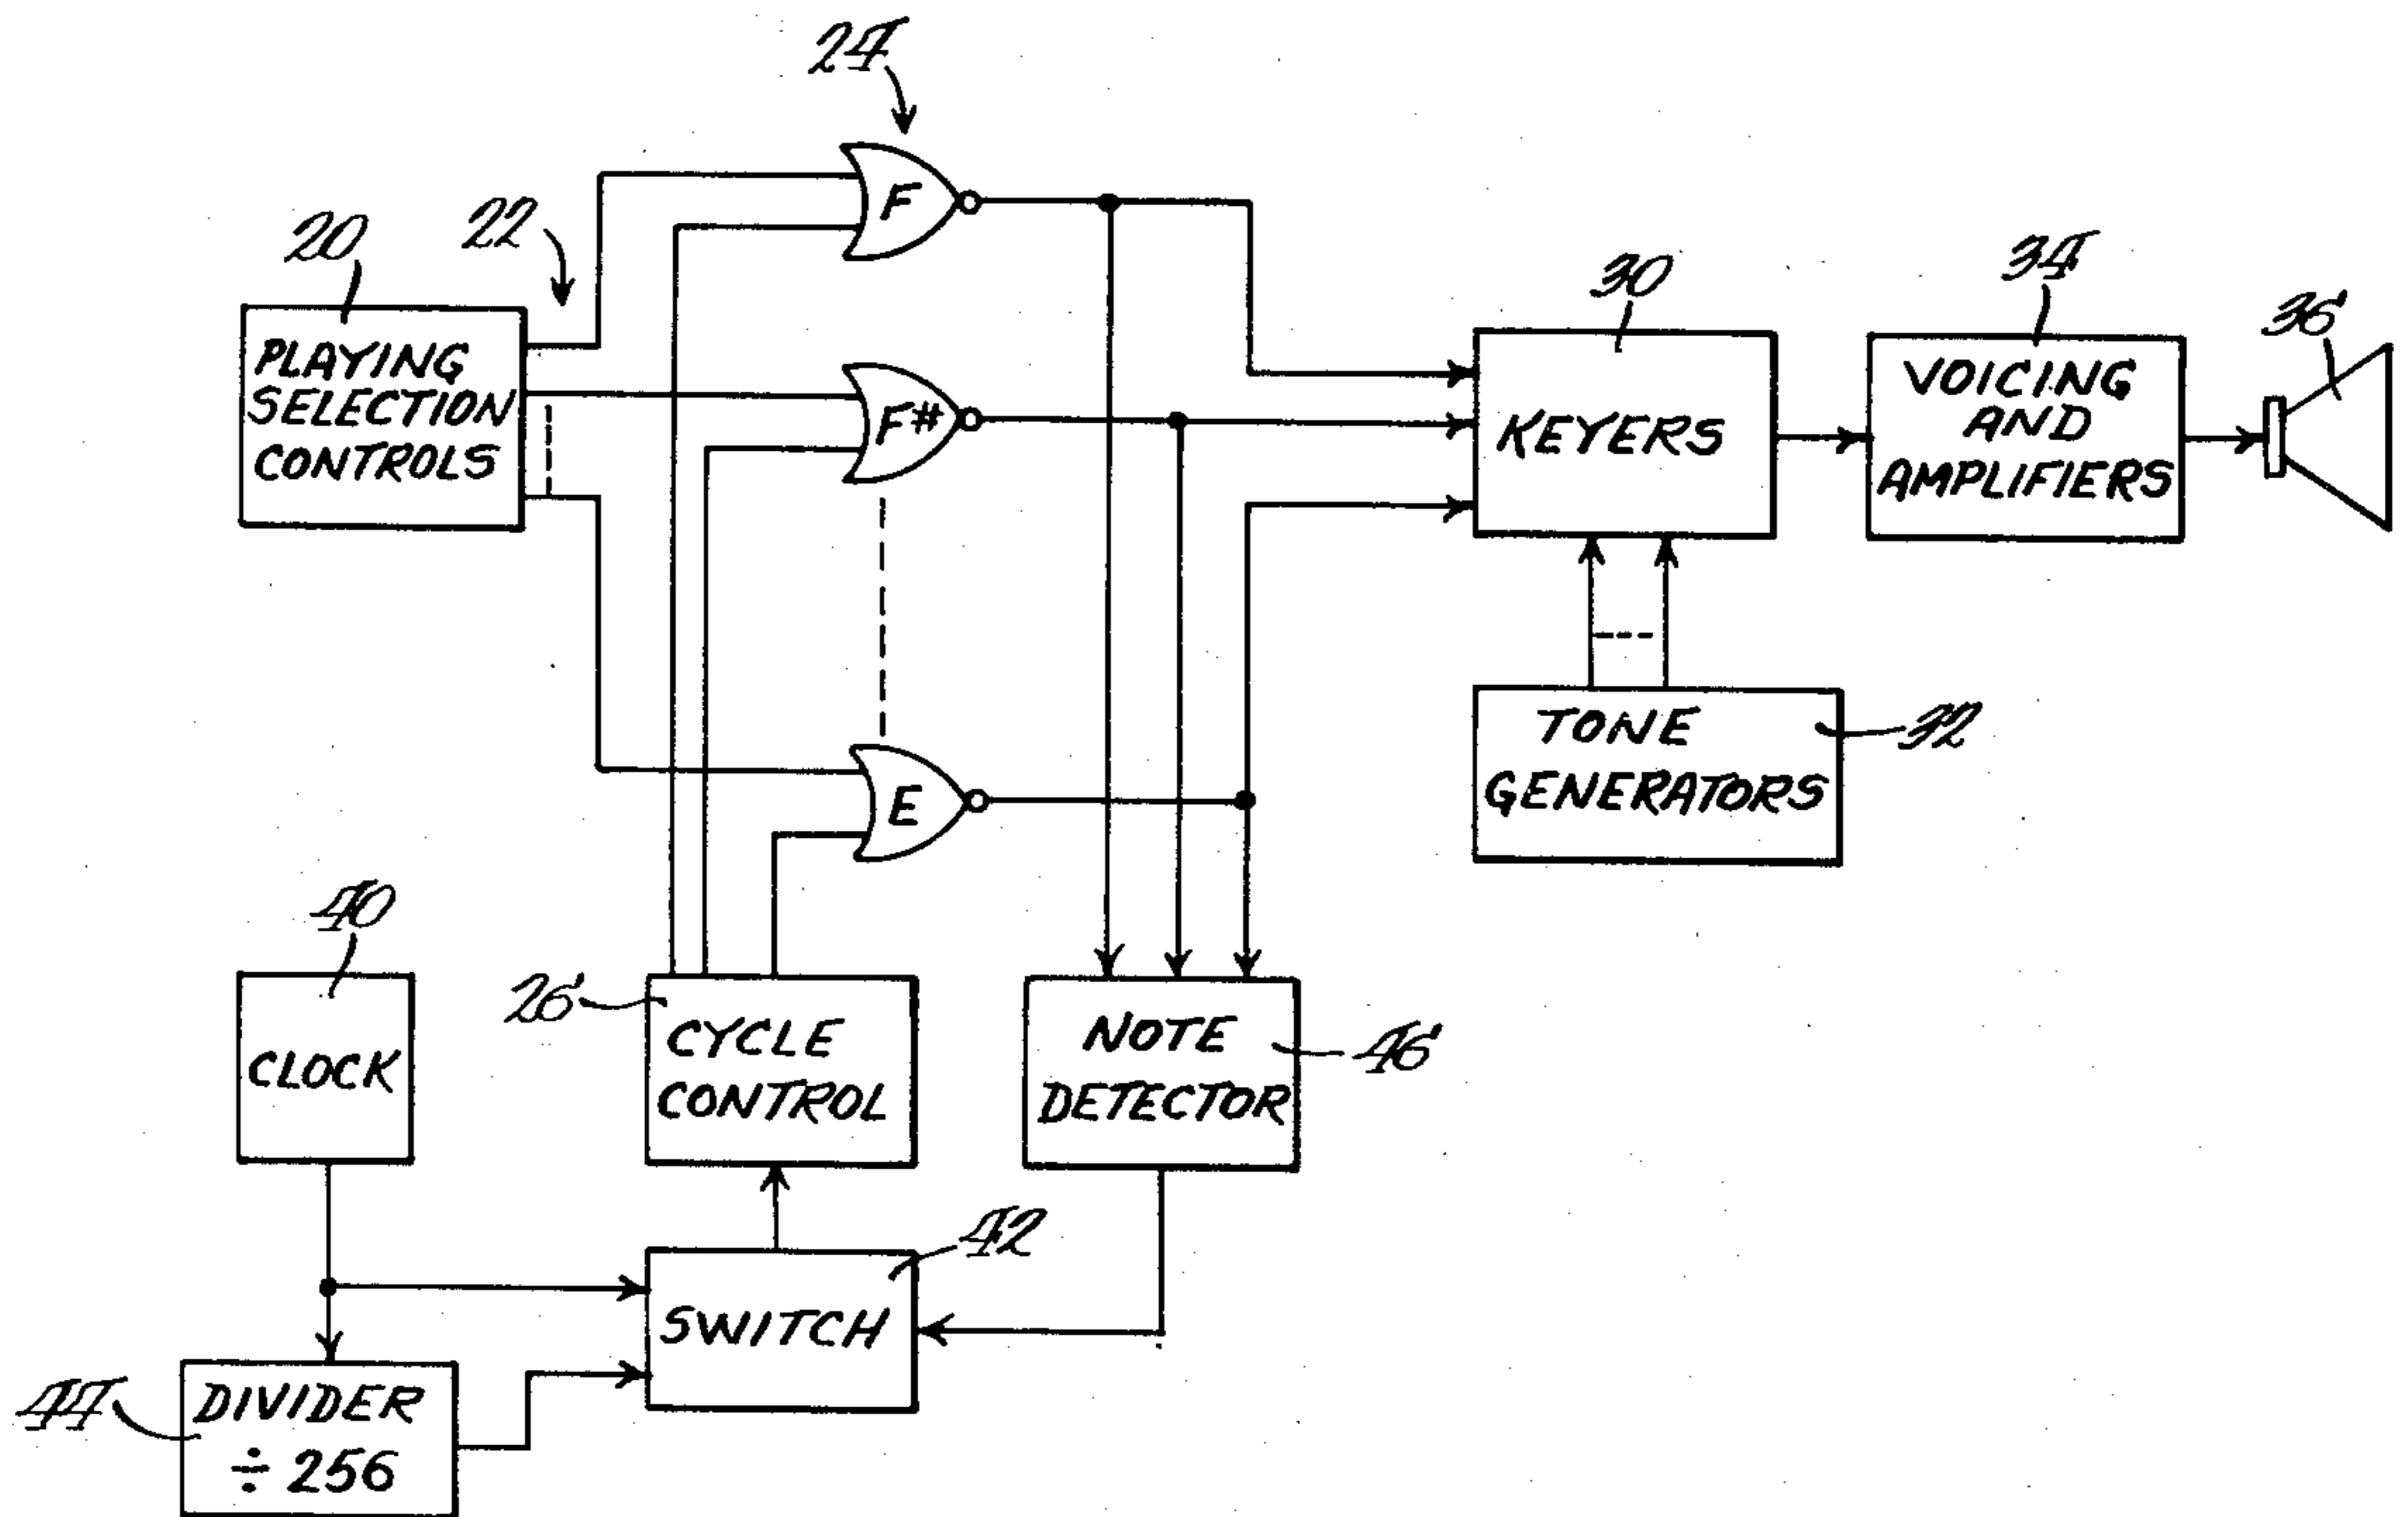 24
F
20
22
PLAYING
SELECTION
CONTROLS
F#
30
KEYERS
34
VOICING
AND
AMPLIFIERS
36
E
TONE
GENERATORS
32
40
CLOCK
26
CYCLE
CONTROL
NOTE
DETECTOR
46
42
SWITCH
44
DIVIDER
÷ 256